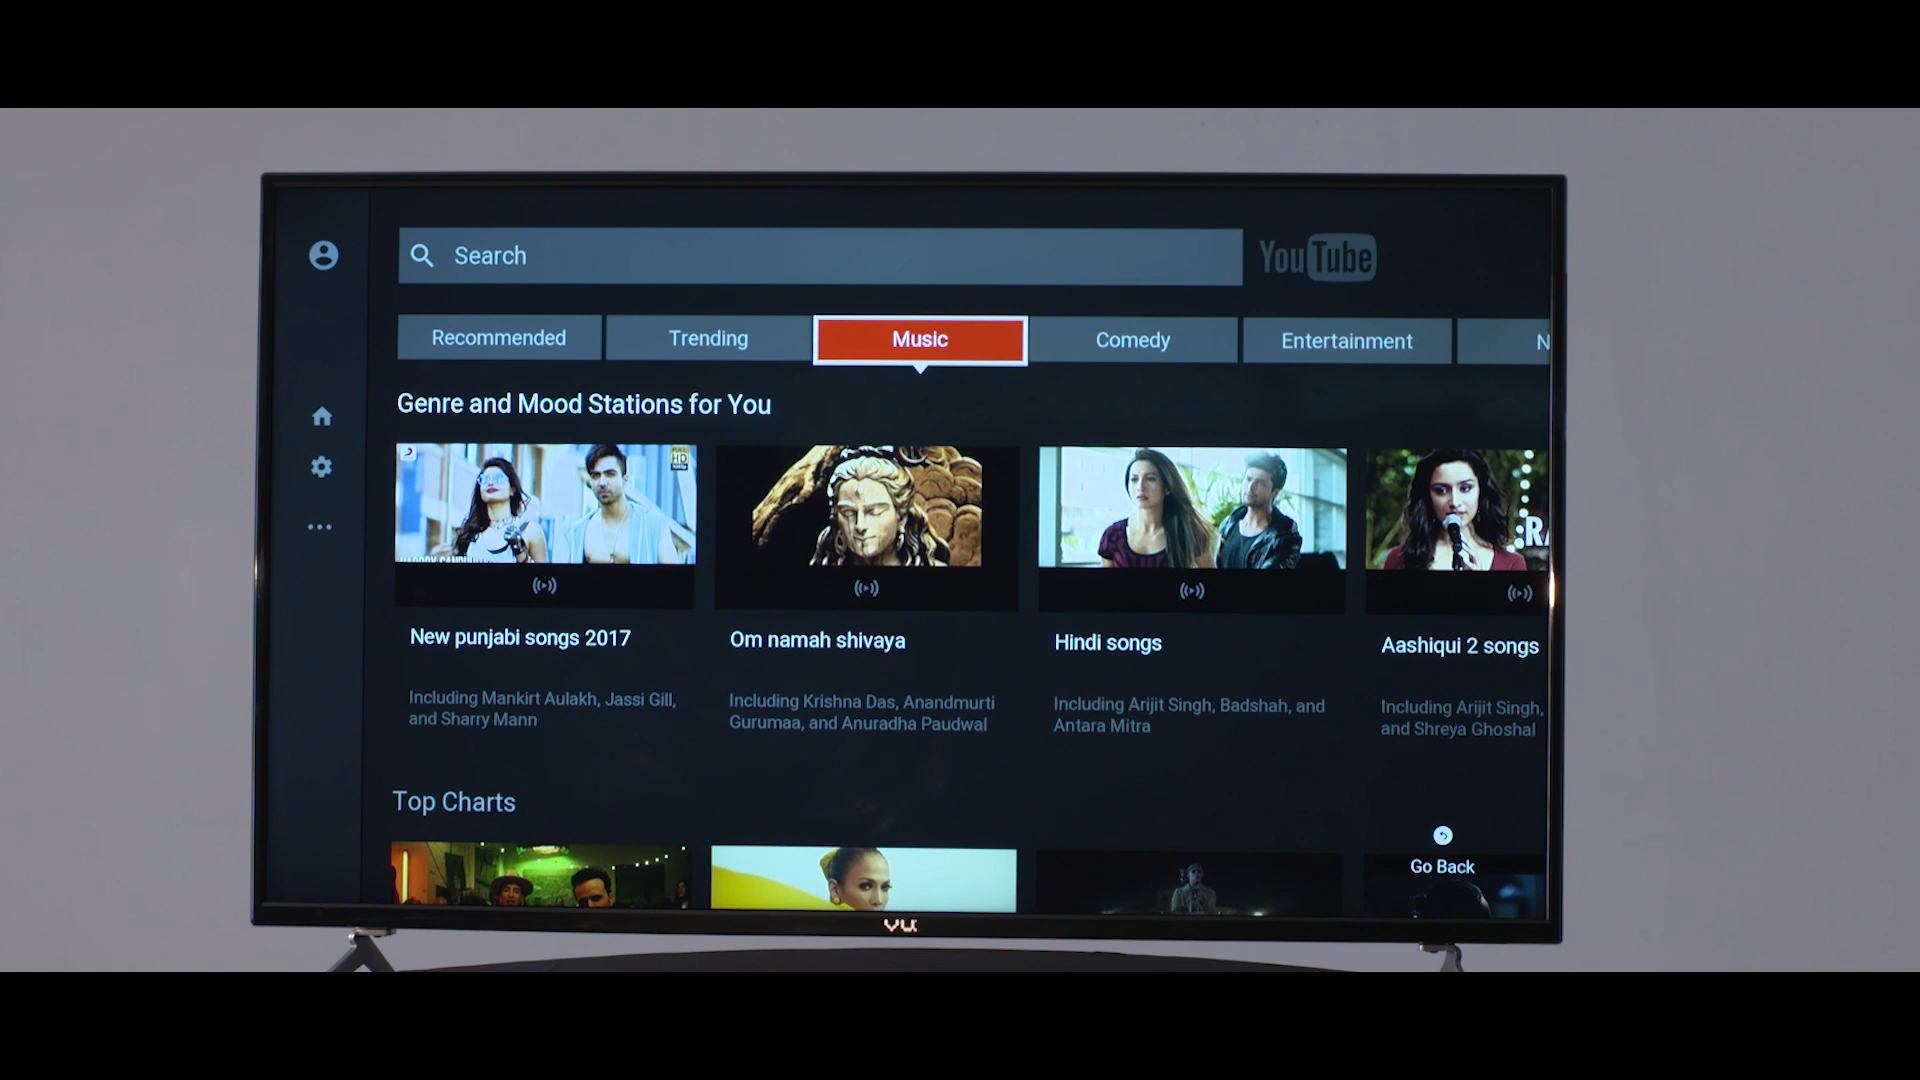 Search
YouTube
Recommended
Trending
Music
Comedy
Entertainment
N
Genre and Mood Stations for You
HD
RA
New punjabi songs 2017
Om namah shivaya
Hindi songs
Aashiqui 2 songs
Including Mankirt Aulakh, Jassi Gill,
and Sharry Mann
Including Krishna Das, Anandmurti
Gurumaa, and Anuradha Paudwal
Including Arijit Singh, Badshah, and
Antara Mitra
Including Arijit Singh,
and Shreya Ghoshal
Top Charts
Go Back
VU